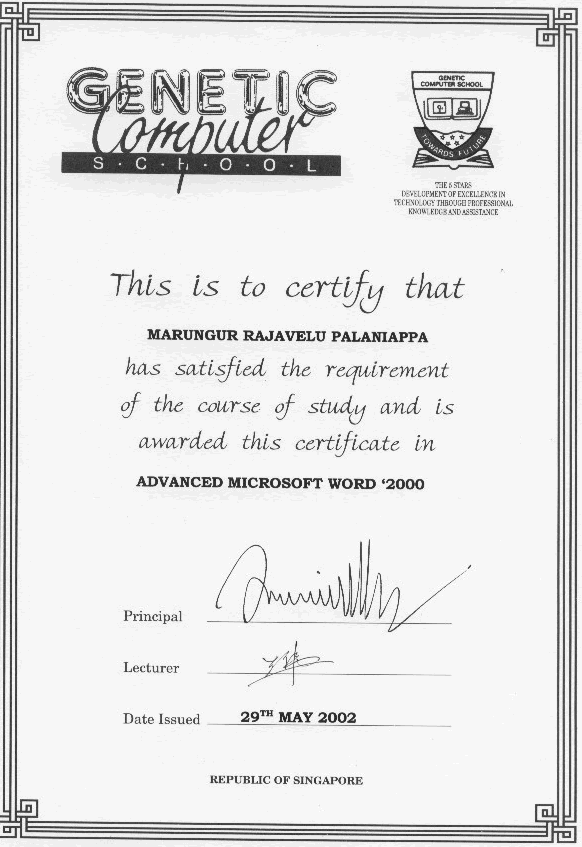 GENETIC
Computer
S·C·H·O·O·L
GENETIC
COMPUTER SCHOOL
TOWARDS FUTURE
THE 5 STARS
DEVELOPMENT OF EXCELLENCE IN
TECHNOLOGY THROUGH PROFESSIONAL
KNOWLEDGE AND ASSISTANCE
This is to certify that
MARUNGUR RAJAVELU PALANIAPPA
has satisfied the requirement
of the course of study and is
awarded this certificate in
ADVANCED MICROSOFT WORD ‘2000
Principal
Lecturer
Date Issued 29TH MAY 2002
REPUBLIC OF SINGAPORE